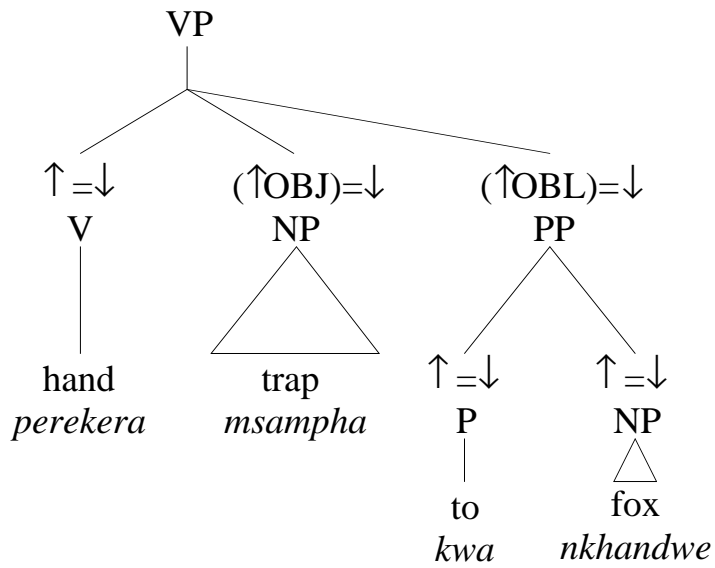 VP
↑=↓ (↑OBJ)=↓ (↑OBL)=↓
V NP PP
hand trap ↑=↓ ↑=↓
perekera msampha P NP
to fox
kwa nkhandwe